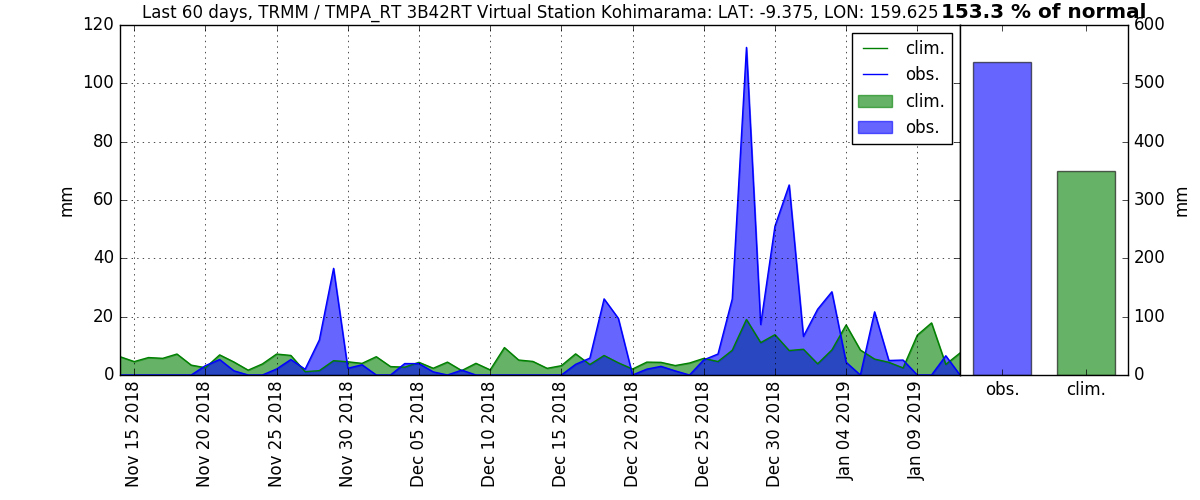 Last 60 days, TRMM / TMPA_RT 3B42RT Virtual Station Kohimarama: LAT: -9.375, LON: 159.625
153.3 % of normal
120
100
80
60
40
20
0
mm
clim.
obs.
clim.
obs.
Nov 15 2018
Nov 20 2018
Nov 25 2018
Nov 30 2018
Dec 05 2018
Dec 10 2018
Dec 15 2018
Dec 20 2018
Dec 25 2018
Dec 30 2018
Jan 04 2019
Jan 09 2019
600
500
400
300
200
100
0
mm
obs.
clim.